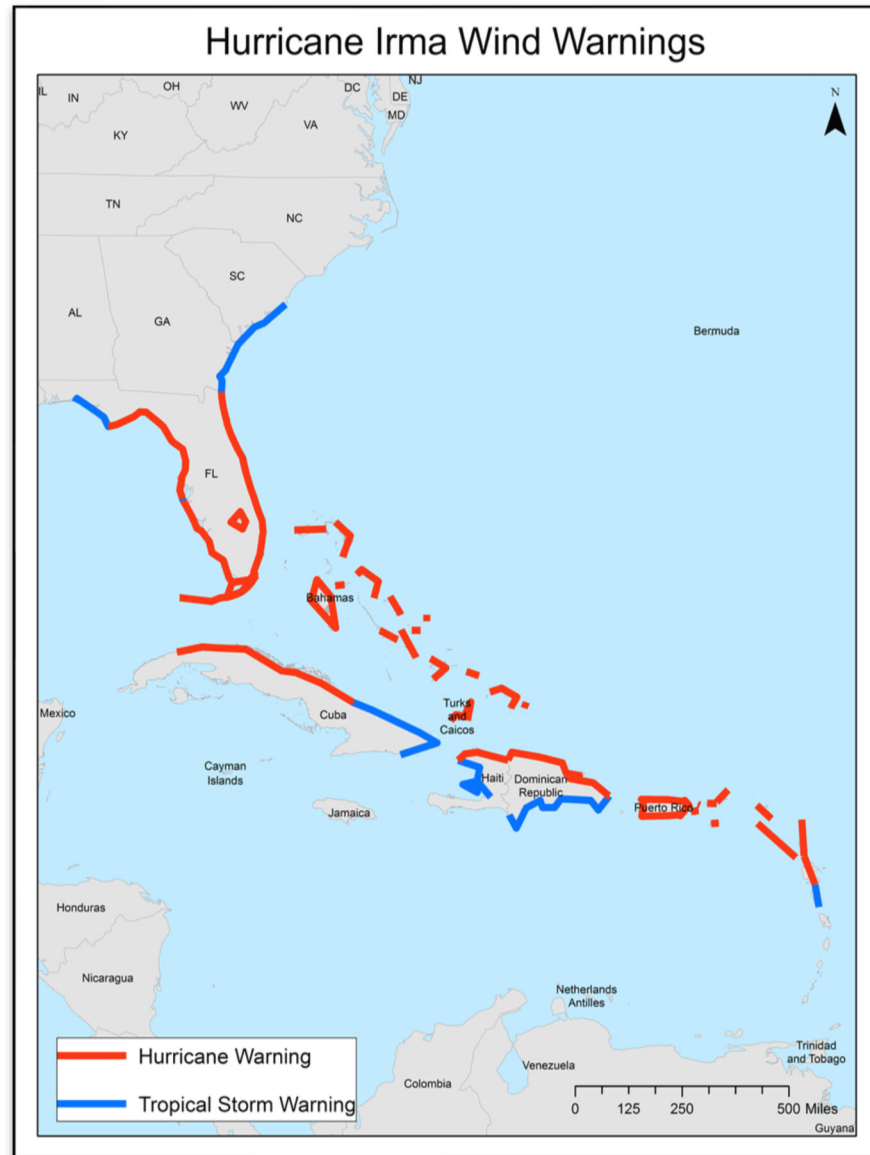 Hurricane Irma Wind Warnings
IL
IN
OH
WV
DC
NJ
DE
MD
KY
VA
N
TN
NC
SC
AL
GA
Bermuda
FL
Bahamas
Turks
and
Caicos
Mexico
Cuba
Cayman
Islands
Haiti
Dominican
Republic
Jamaica
Puerto Rico
Honduras
Nicaragua
Netherlands
Antilles
Trinidad
and Tobago
Venezuela
Colombia
Guyana
Hurricane Warning
Tropical Storm Warning
0 125 250 500 Miles